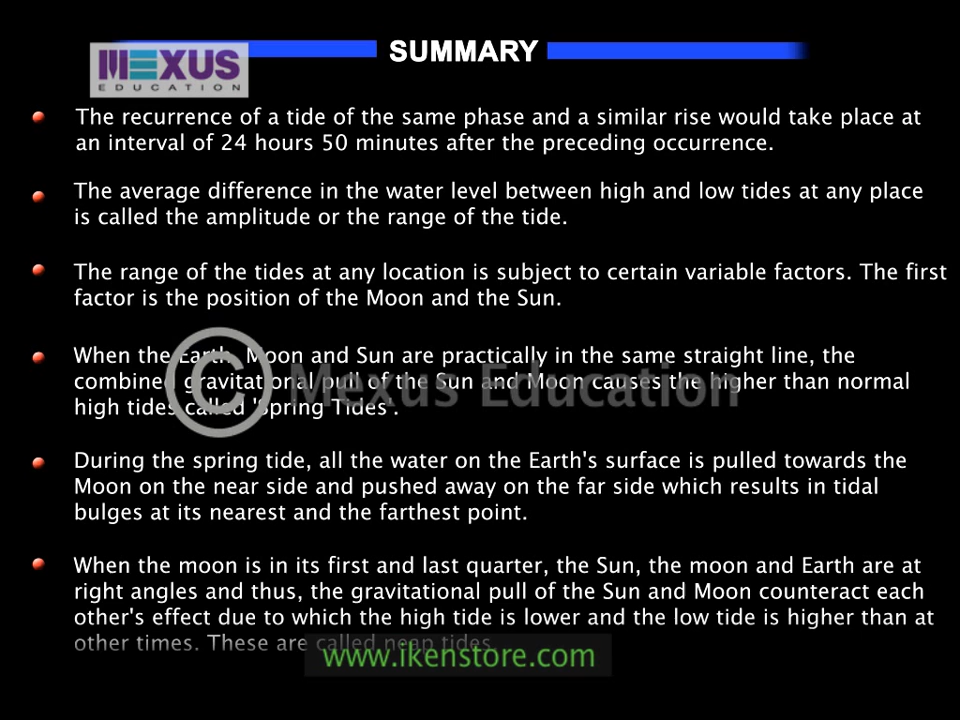 SUMMARY
MEXUS
EDUCATION
The recurrence of a tide of the same phase and a similar rise would take place at
an interval of 24 hours 50 minutes after the preceding occurrence.
The average difference in the water level between high and low tides at any place
is called the amplitude or the range of the tide.
The range of the tides at any location is subject to certain variable factors. The first
factor is the position of the Moon and the Sun.
When the Earth, Moon and Sun are practically in the same straight line, the
combined gravitational pull of the Sun and Moon causes the higher than normal
high tides called 'Spring Tides'.
© Mexus Education
During the spring tide, all the water on the Earth's surface is pulled towards the
Moon on the near side and pushed away on the far side which results in tidal
bulges at its nearest and the farthest point.
When the moon is in its first and last quarter, the Sun, the moon and Earth are at
right angles and thus, the gravitational pull of the Sun and Moon counteract each
other's effect due to which the high tide is lower and the low tide is higher than at
other times. These are called neap tides.
www.ikenstore.com